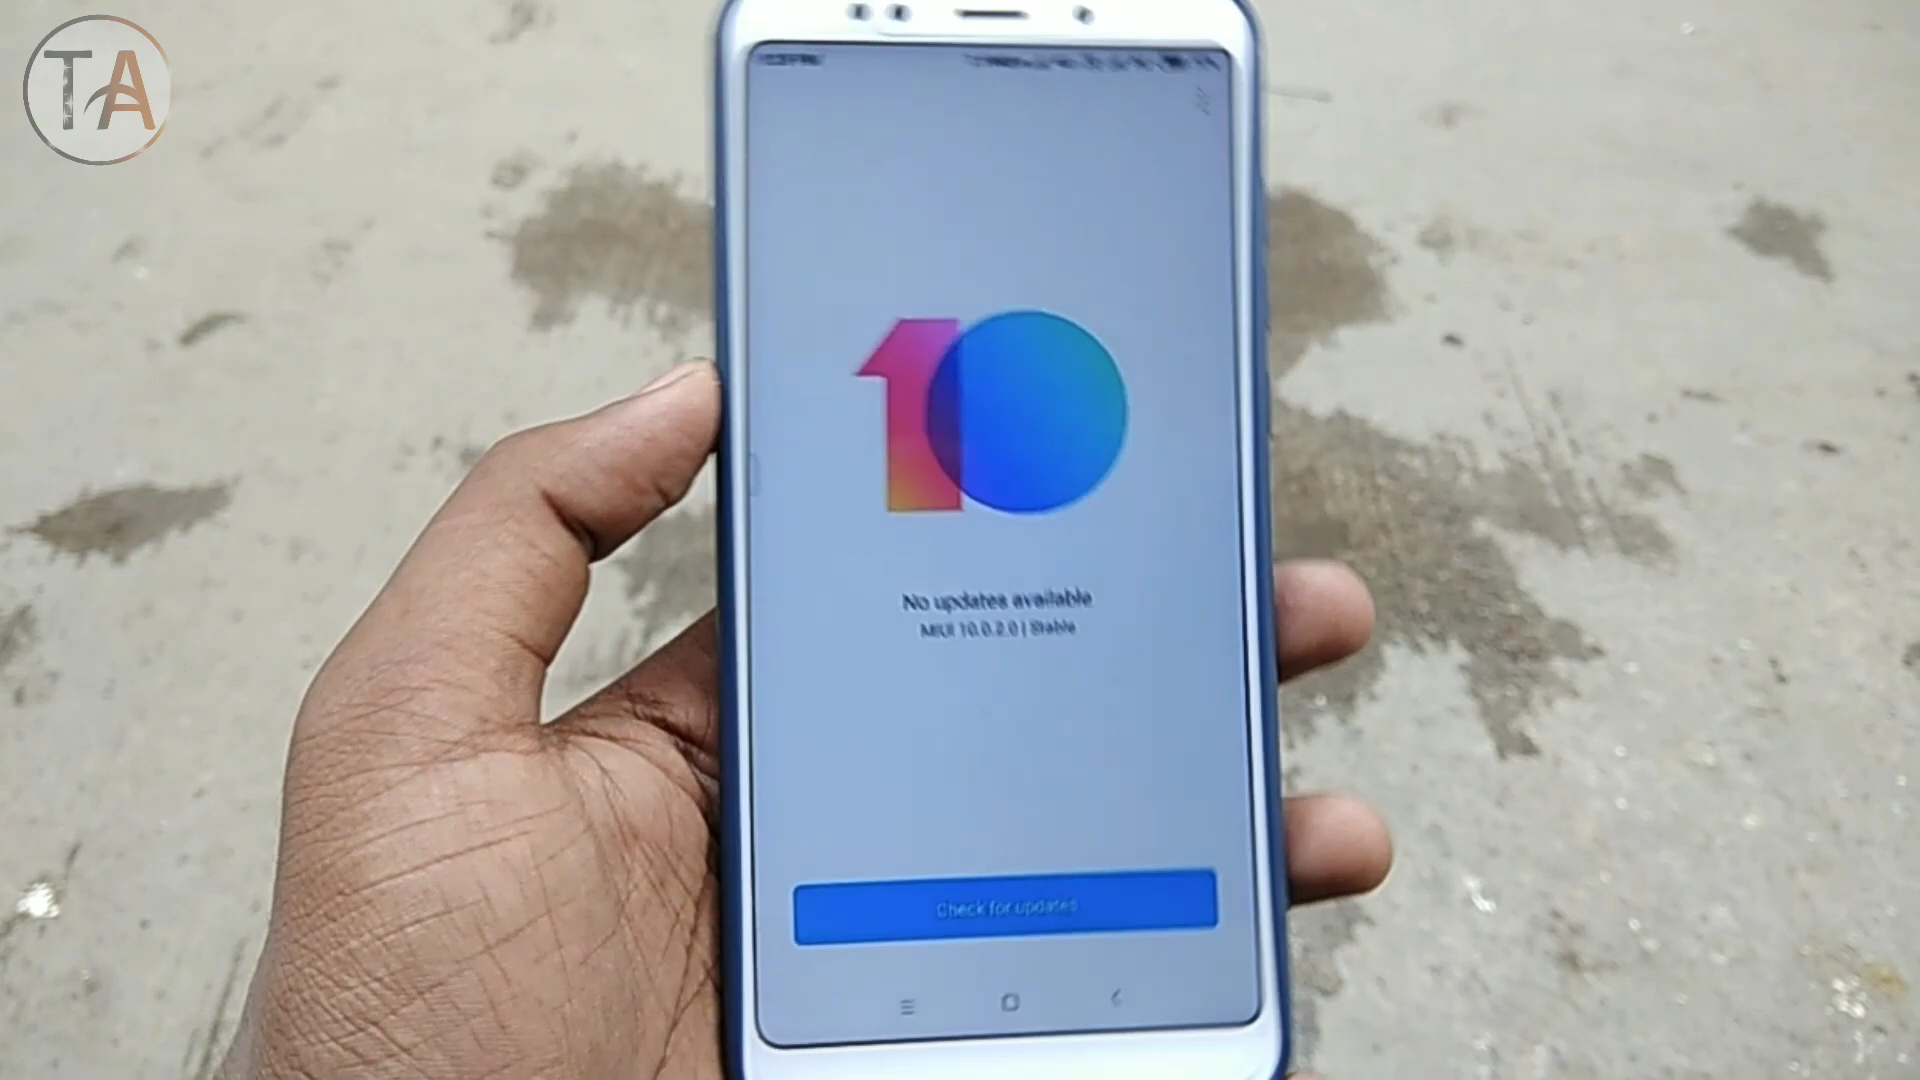 TA
10
No updates available
MIUI 10.0.2.0 | Stable
Check for updates